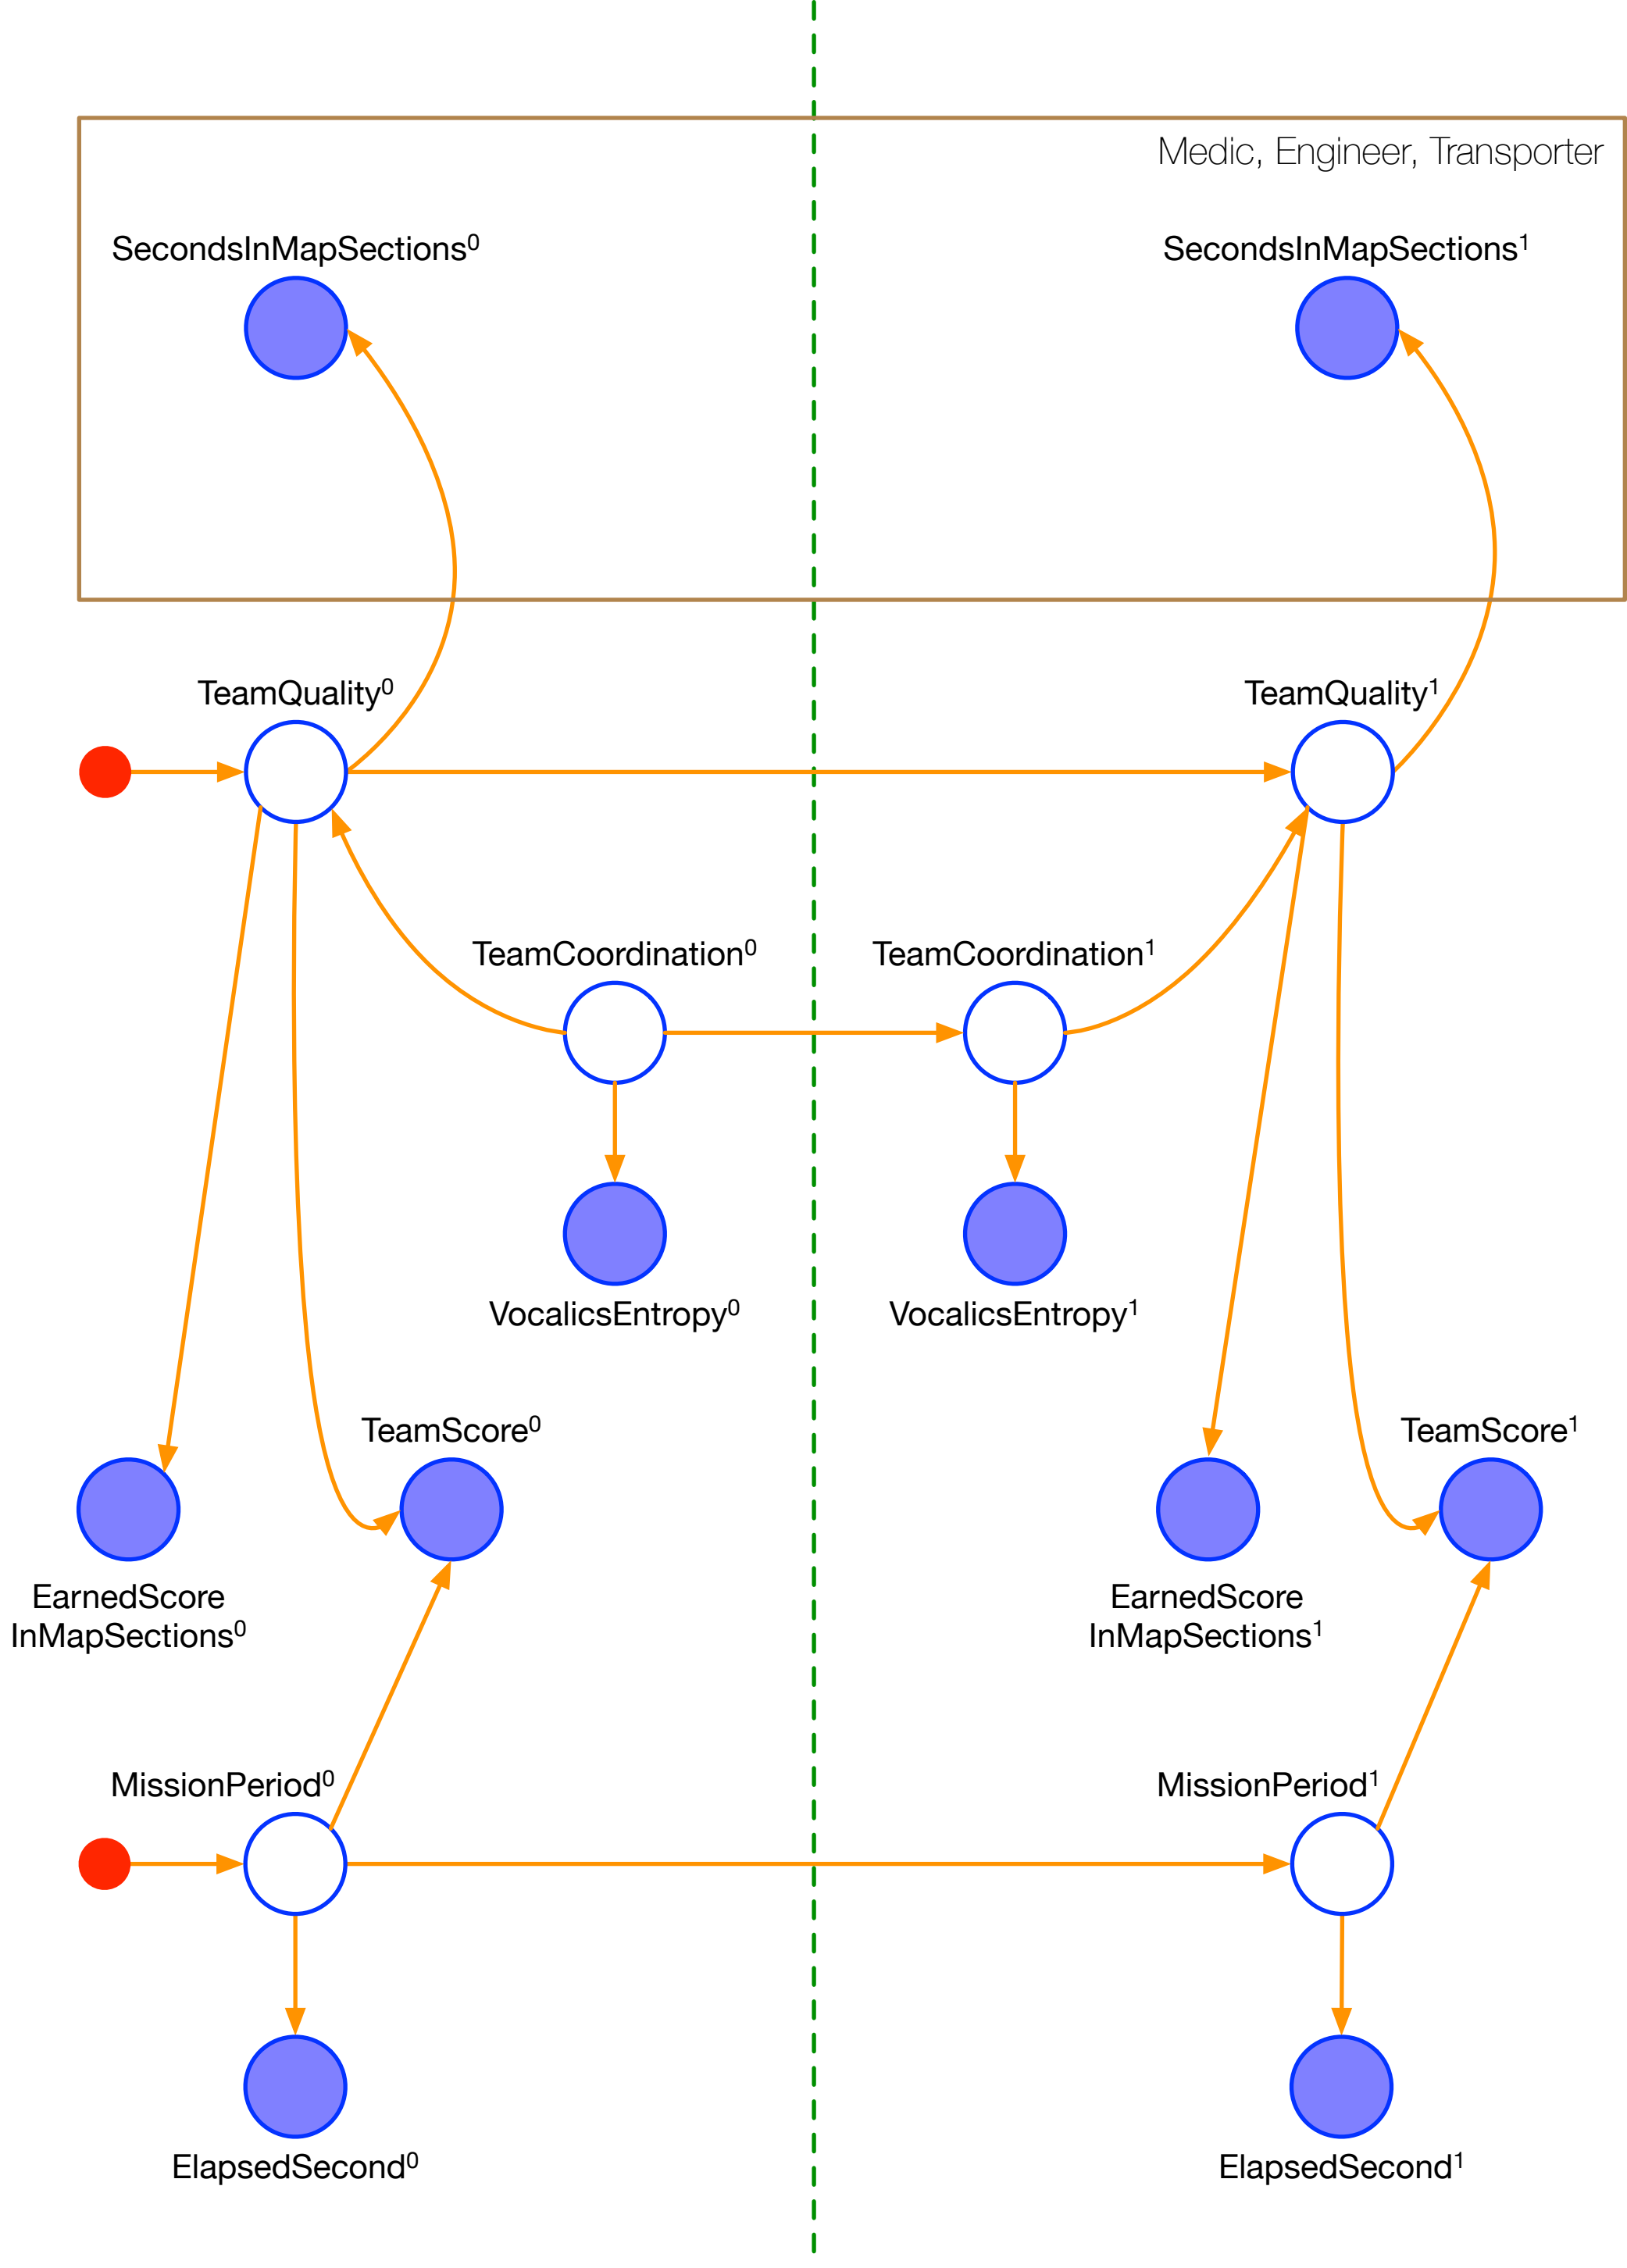 Medic, Engineer, Transporter
SecondsInMapSections⁰
SecondsInMapSections¹
TeamQuality⁰
TeamQuality¹
TeamCoordination⁰
TeamCoordination¹
VocalicsEntropy⁰
VocalicsEntropy¹
TeamScore⁰
TeamScore¹
EarnedScore
InMapSections⁰
EarnedScore
InMapSections¹
MissionPeriod⁰
MissionPeriod¹
ElapsedSecond⁰
ElapsedSecond¹